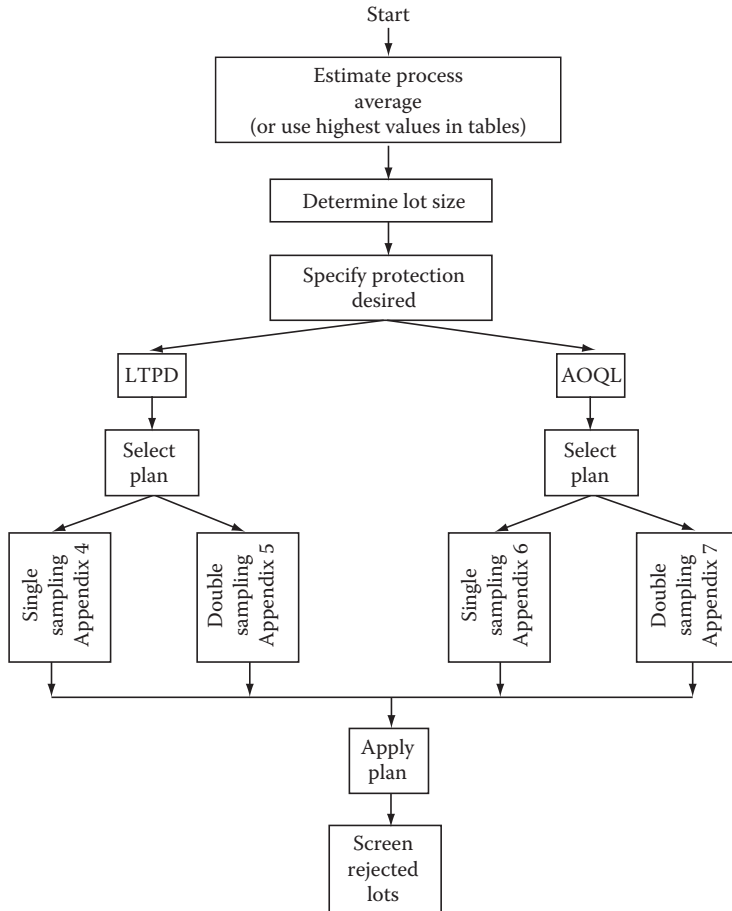 Start
Estimate process
average
(or use highest values in tables)
Determine lot size
Specify protection
desired
LTPD
AOQL
Select
plan
Select
plan
Single
sampling
Appendix 4
Double
sampling
Appendix 5
Single
sampling
Appendix 6
Double
sampling
Appendix 7
Apply
plan
Screen
rejected
lots